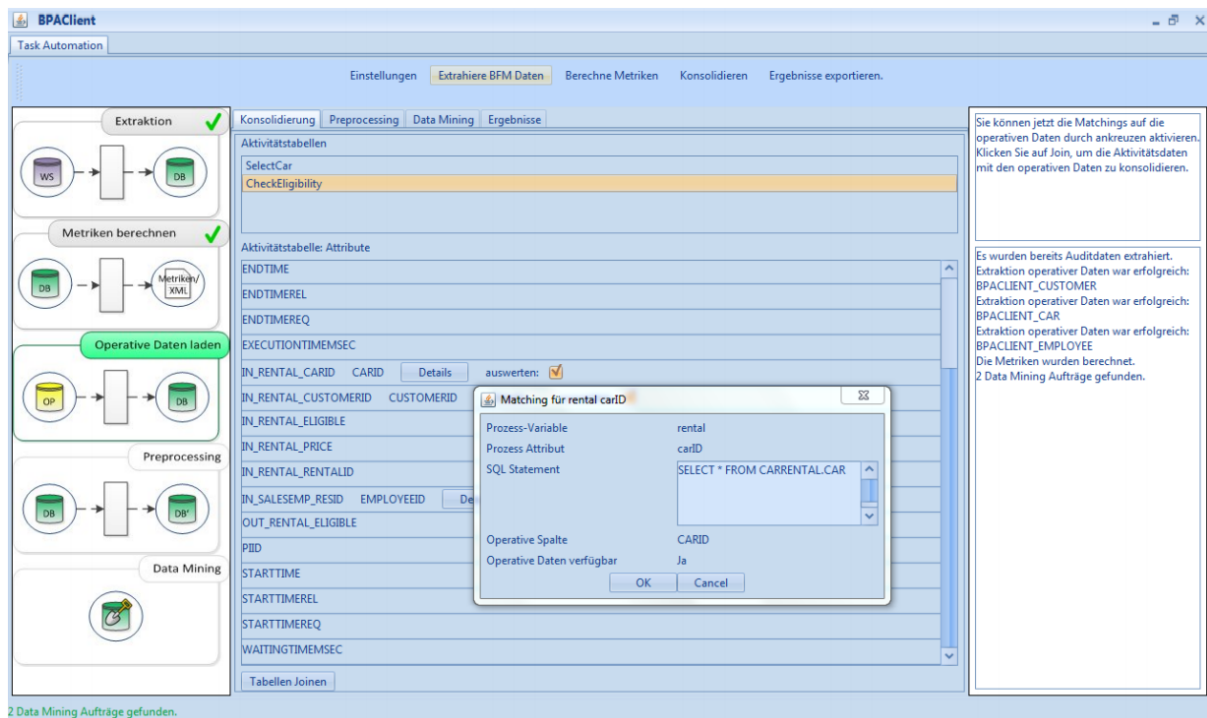 BPAClient
Task Automation
Einstellungen Extrahiere BFM Daten Berechne Metriken Konsolidieren Ergebnisse exportieren.
Extraktion
WS DB
Metriken berechnen
DB Metriken/
XML
Operative Daten laden
OP DB
Preprocessing
DB DB'
Data Mining
Konsolidierung Preprocessing Data Mining Ergebnisse
Aktivitätstabellen
SelectCar
CheckEligibility
Aktivitätstabelle: Attribute
ENDTIME
ENDTIMEREL
ENDTIMEREQ
EXECUTIONTIMEMSEC
IN_RENTAL_CARID CARID Details auswerten:
IN_RENTAL_CUSTOMERID CUSTOMERID
IN_RENTAL_ELIGIBLE
IN_RENTAL_PRICE
IN_RENTAL_RENTALID
IN_SALESEMP_RESID EMPLOYEEID De
OUT_RENTAL_ELIGIBLE
PIID
STARTTIME
STARTTIMEREL
STARTTIMEREQ
WAITINGTIMEMSEC
Tabellen Joinen
Matching für rental carID
Prozess-Variable rental
Prozess Attribut carID
SQL Statement SELECT * FROM CARRENTAL.CAR
Operative Spalte CARID
Operative Daten verfügbar Ja
OK Cancel
Sie können jetzt die Matchings auf die
operativen Daten durch ankreuzen aktivieren.
Klicken Sie auf Join, um die Aktivitätsdaten
mit den operativen Daten zu konsolidieren.
Es wurden bereits Auditdaten extrahiert.
Extraktion operativer Daten war erfolgreich:
BPACLIENT_CUSTOMER
Extraktion operativer Daten war erfolgreich:
BPACLIENT_CAR
Extraktion operativer Daten war erfolgreich:
BPACLIENT_EMPLOYEE
Die Metriken wurden berechnet.
2 Data Mining Aufträge gefunden.
2 Data Mining Aufträge gefunden.